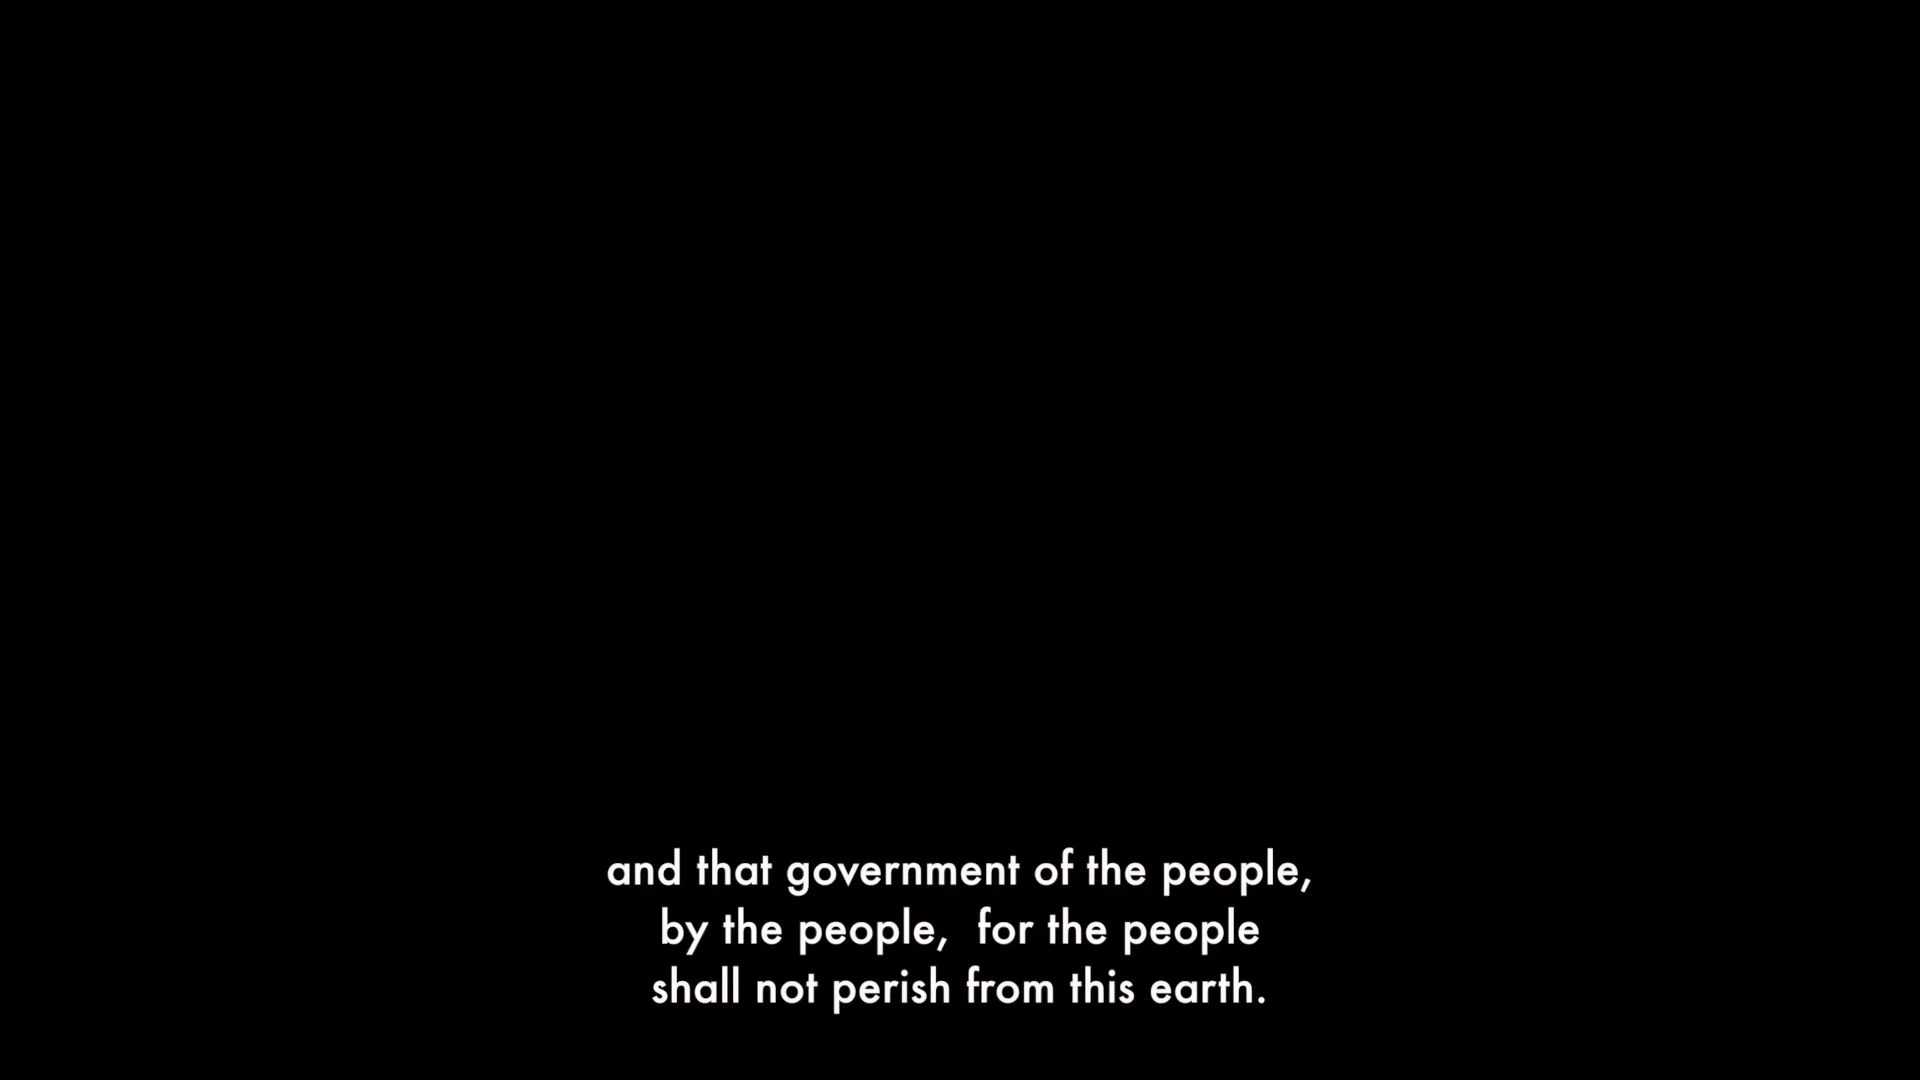 and that government of the people,
by the people,  for the people
shall not perish from this earth.